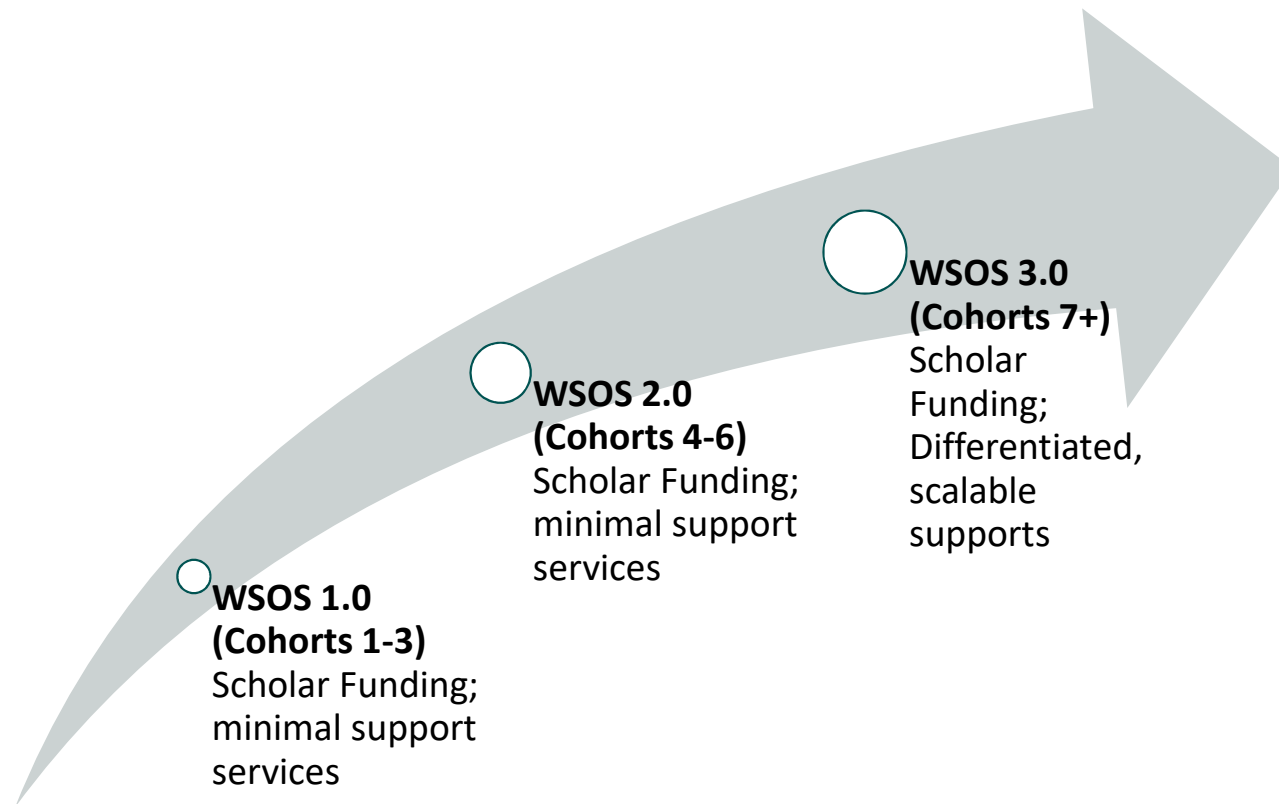 WSOS 1.0
(Cohorts 1-3)
Scholar Funding;
minimal support
services
WSOS 2.0
(Cohorts 4-6)
Scholar Funding;
minimal support
services
WSOS 3.0
(Cohorts 7+)
Scholar
Funding;
Differentiated,
scalable
supports